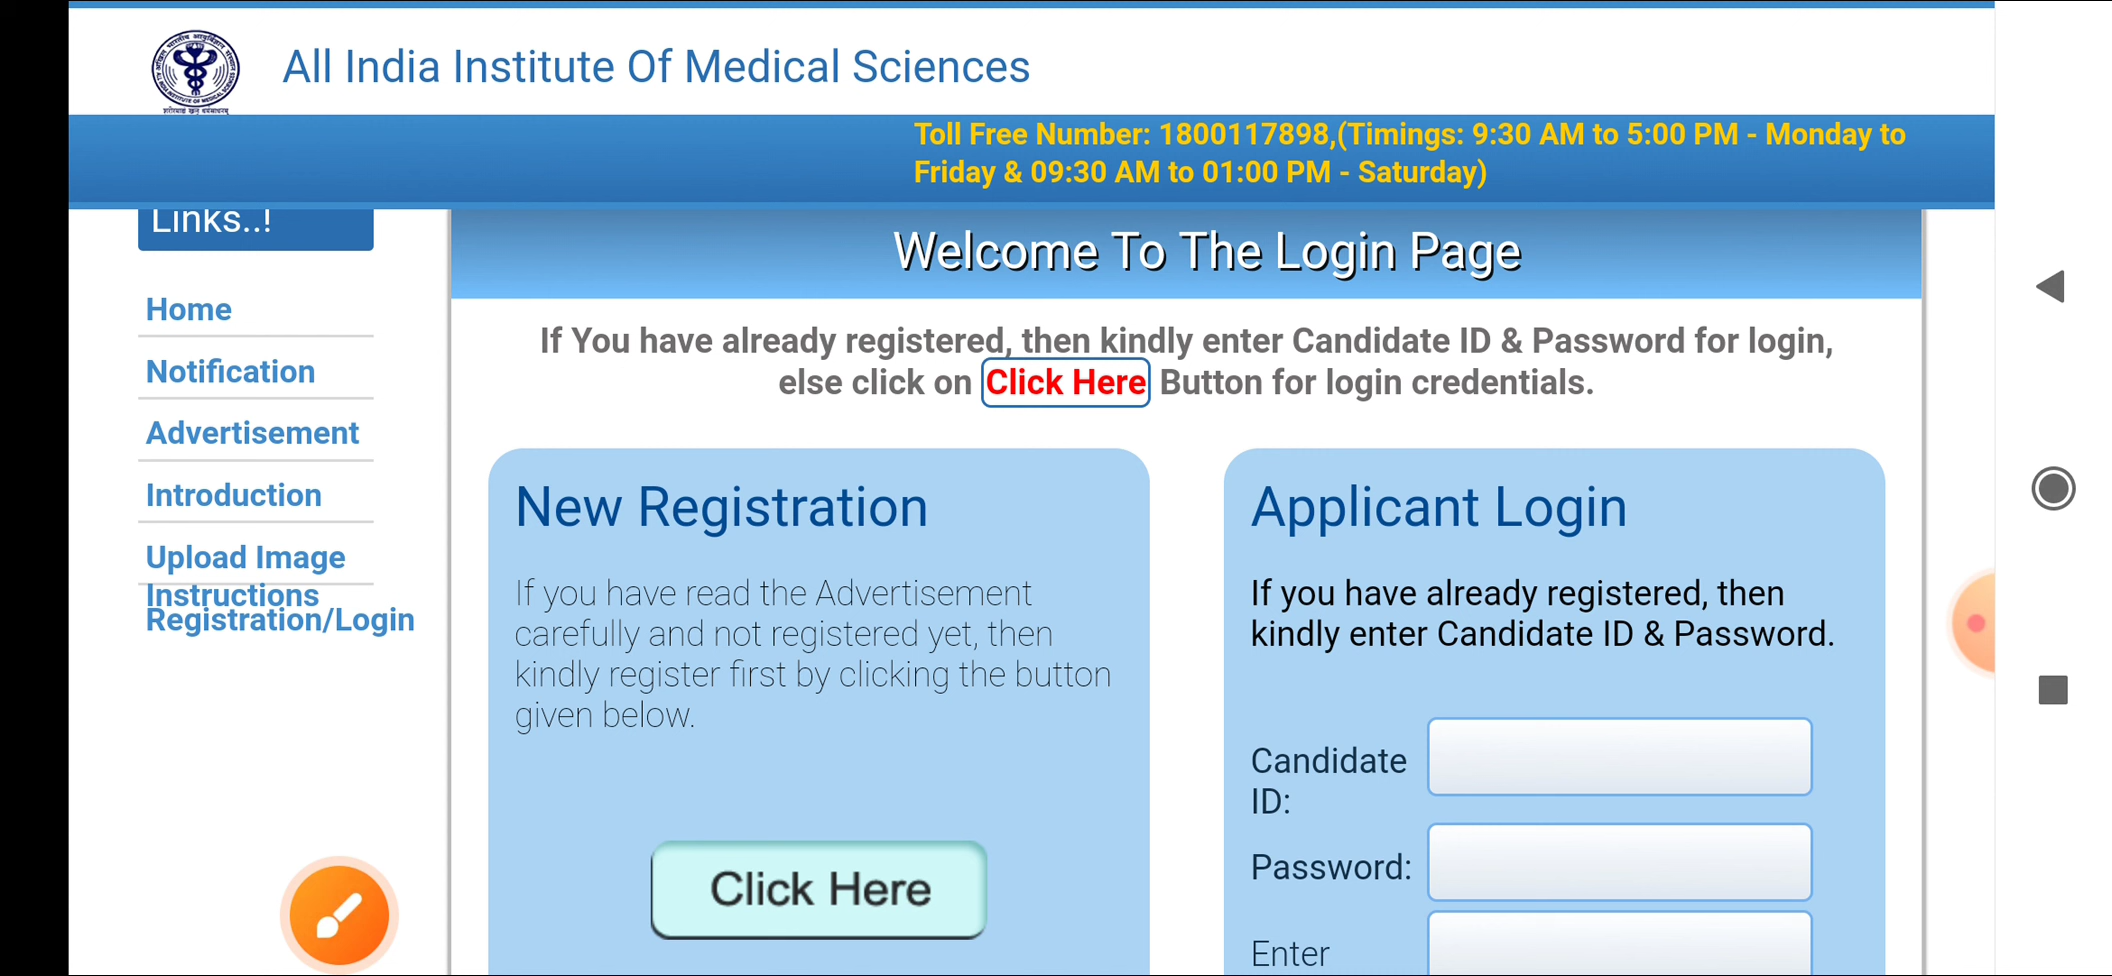 All India Institute Of Medical Sciences
Toll Free Number: 1800117898,(Timings: 9:30 AM to 5:00 PM - Monday to
Friday & 09:30 AM to 01:00 PM - Saturday)
Links..!
Home
Notification
Advertisement
Introduction
Upload Image
Instructions
Registration/Login
Welcome To The Login Page
If You have already registered, then kindly enter Candidate ID & Password for login,
else click on Click Here Button for login credentials.
New Registration
If you have read the Advertisement
carefully and not registered yet, then
kindly register first by clicking the button
given below.
Click Here
Applicant Login
If you have already registered, then
kindly enter Candidate ID & Password.
Candidate
ID:
Password:
Enter